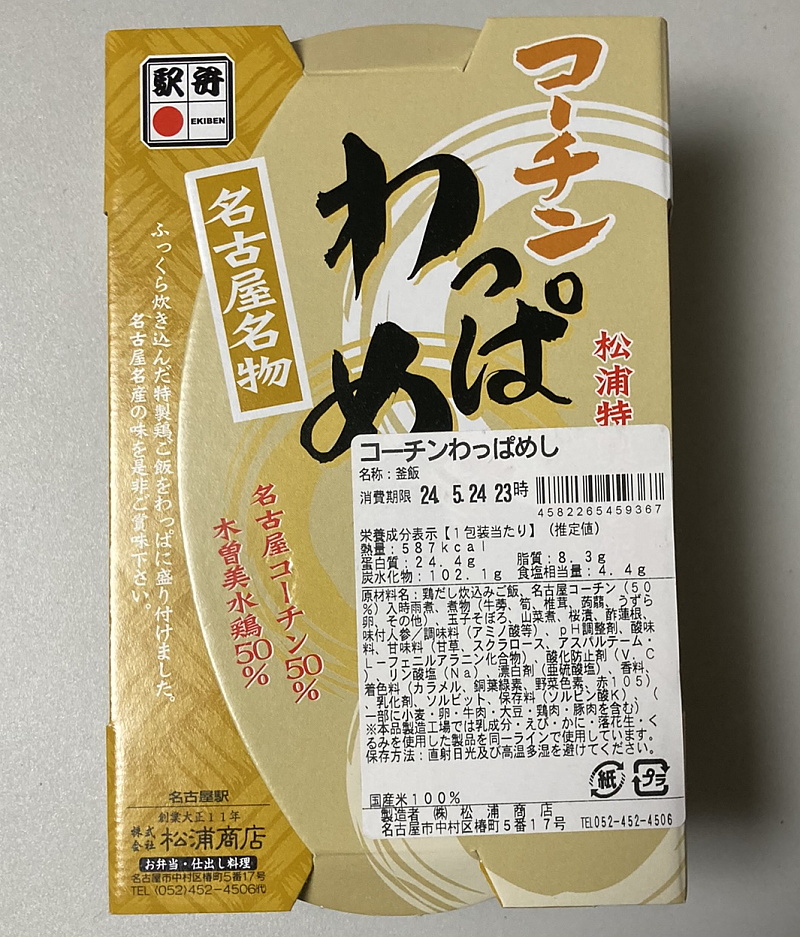 駅弁
EKIBEN
コーチン
わっぱ
め
名古屋名物
松浦特
ふっくら炊き込んだ特製鶏ご飯をわっぱに盛り付けました。
名古屋名産の味を是非ご賞味下さい。
名古屋コーチン50%
木曽美水鶏50%
名古屋駅
創業大正11年
株式会社 松浦商店
お弁当・仕出し料理
名古屋市中村区椿町5番17号
TEL (052)452-4506代
コーチンわっぱめし
名称:釜飯
消費期限 24 5.24 23時
4582265459367
栄養成分表示【1包装当たり】(推定値)
熱量:587kcal
蛋白質:24.4g 脂質:8.3g
炭水化物:102.1g 食塩相当量:4.4g
原材料名:鶏だし炊込みご飯、名古屋コーチン(50
%)入時雨煮、煮物(牛蒡、筍、椎茸、蒟蒻、うずら
卵、その他)、玉子そぼろ、山菜煮、桜漬、酢蓮根、
味付人参/調味料(アミノ酸等)、pH調整剤、酸味
料、甘味料(甘草、スクラロース、アスパルテーム・
L-フェニルアラニン化合物)、酸化防止剤(V.C
)、リン酸塩(Na)、漂白剤(亜硫酸塩)、香料、
着色料(カラメル、銅葉緑素、野菜色素、赤105)
、乳化剤、ソルビット、保存料(ソルビン酸K)、(
一部に小麦・卵・牛肉・大豆・鶏肉・豚肉を含む)
※本品製造工場では乳成分・えび・かに・落花生・く
るみを使用した製品を同一ラインで使用しています。
保存方法:直射日光及び高温多湿を避けてください。
紙 プラ
国産米100%
製造者 ㈱ 松浦商店
名古屋市中村区椿町5番17号 TEL052-452-4506